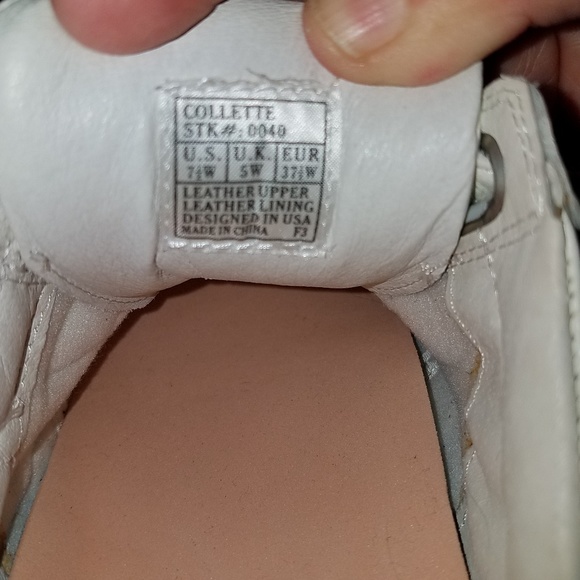 COLLETTE
STK#: 0040
U.S. U.K. EUR
7½W 5W 37½W
LEATHER UPPER
LEATHER LINING
DESIGNED IN USA
MADE IN CHINA F3